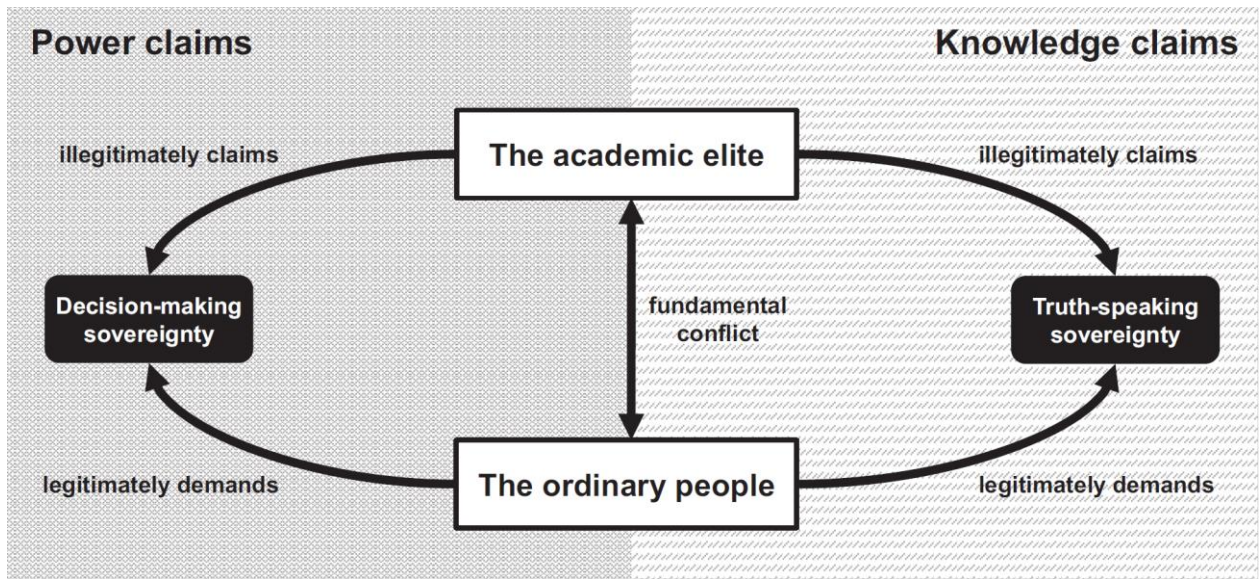 Power claims
Knowledge claims
illegitimately claims
The academic elite
illegitimately claims
Decision-making
sovereignty
fundamental
conflict
Truth-speaking
sovereignty
legitimately demands
The ordinary people
legitimately demands